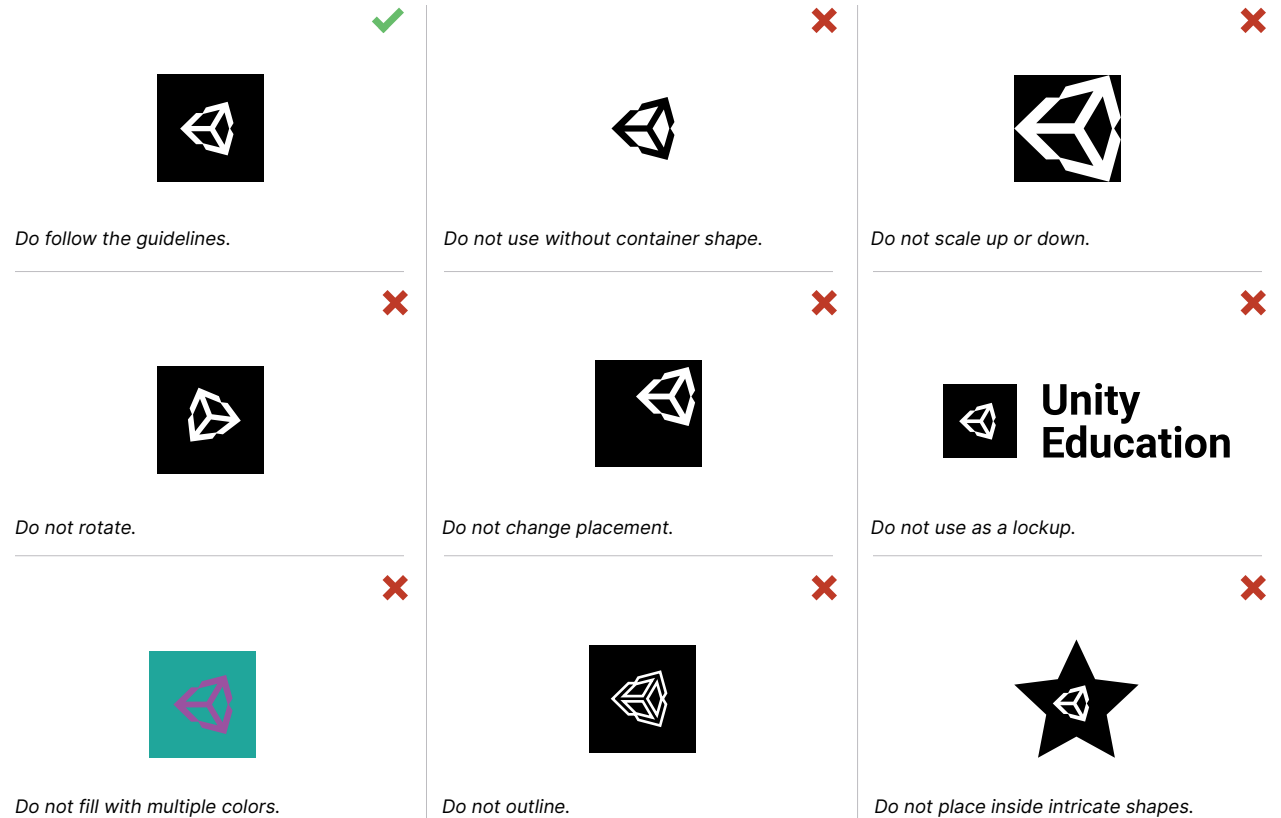 Do follow the guidelines.
Do not use without container shape.
Do not scale up or down.
Do not rotate.
Do not change placement.
Unity
Education
Do not use as a lockup.
Do not fill with multiple colors.
Do not outline.
Do not place inside intricate shapes.